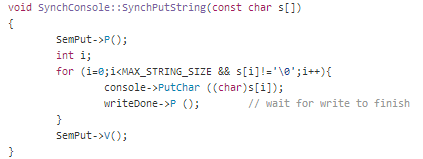 void SynchConsole::SynchPutString(const char s[])
{
SemPut->P();
int i;
for (i=0;i<MAX_STRING_SIZE && s[i]!='\0';i++){
console->PutChar ((char)s[i]);
writeDone->P (); // wait for write to finish
}
SemPut->V();
}